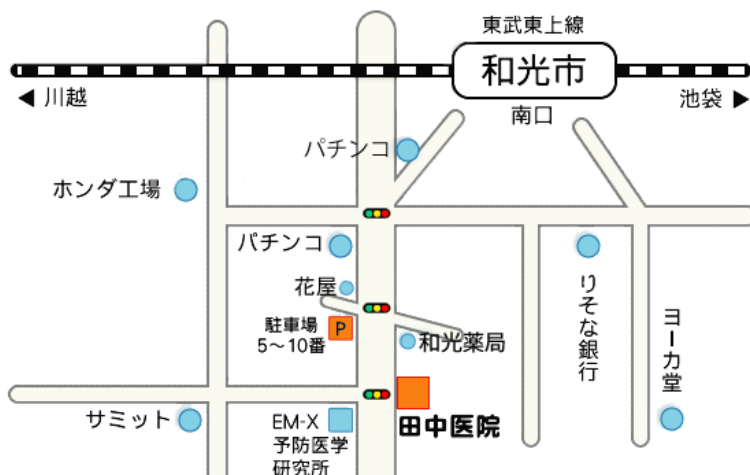 東武東上線
和光市
◀ 川越
池袋 ▶
南口
パチンコ
ホンダ工場
パチンコ
花屋
りそな銀行
ヨーカ堂
駐車場
5～10番
P
和光薬局
サミット
EM-X
予防医学
研究所
田中医院